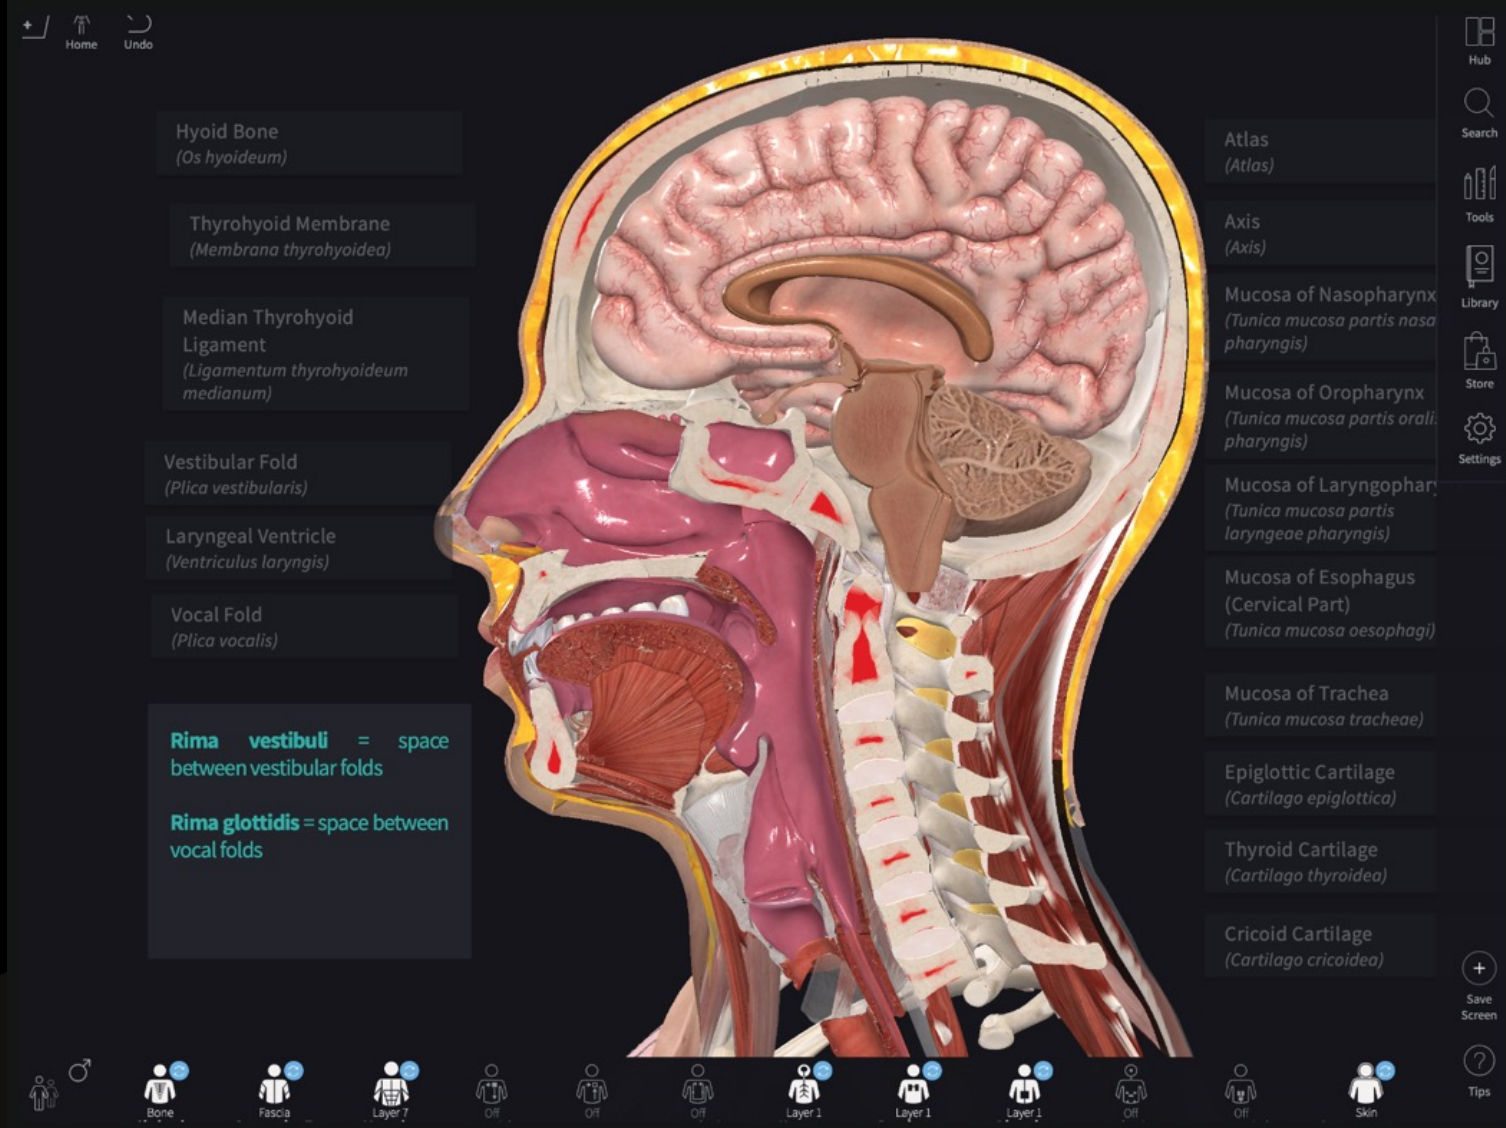 Home
Undo
Hyoid Bone
(Os hyoideum)
Thyrohyoid Membrane
(Membrana thyrohyoidea)
Median Thyrohyoid
Ligament
(Ligamentum thyrohyoideum
medianum)
Vestibular Fold
(Plica vestibularis)
Laryngeal Ventricle
(Ventriculus laryngis)
Vocal Fold
(Plica vocalis)
Rima vestibuli = space
between vestibular folds
Rima glottidis = space between
vocal folds
Atlas
(Atlas)
Axis
(Axis)
Mucosa of Nasopharynx
(Tunica mucosa partis nasa
pharyngis)
Mucosa of Oropharynx
(Tunica mucosa partis orali
pharyngis)
Mucosa of Laryngophary
(Tunica mucosa partis
laryngeae pharyngis)
Mucosa of Esophagus
(Cervical Part)
(Tunica mucosa oesophagi)
Mucosa of Trachea
(Tunica mucosa tracheae)
Epiglottic Cartilage
(Cartilago epiglottica)
Thyroid Cartilage
(Cartilago thyroidea)
Cricoid Cartilage
(Cartilago cricoidea)
Hub
Search
Tools
Library
Store
Settings
Save
Screen
Tips
Bone
Fascia
Layer 7
Off
Off
Off
Layer 1
Layer 1
Layer 1
Off
Off
Skin